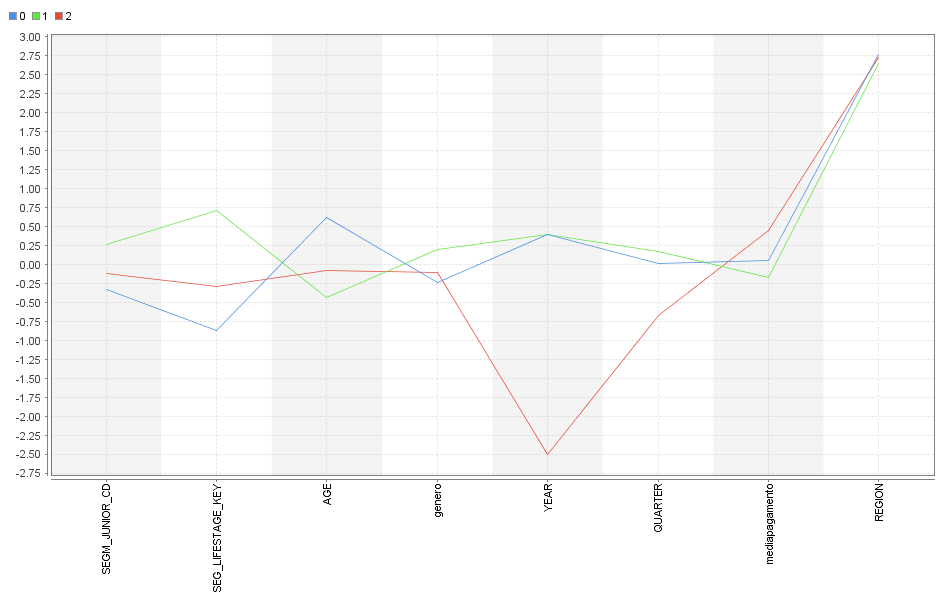 0 1 2
3.00
2.75
2.50
2.25
2.00
1.75
1.50
1.25
1.00
0.75
0.50
0.25
0.00
-0.25
-0.50
-0.75
-1.00
-1.25
-1.50
-1.75
-2.00
-2.25
-2.50
-2.75
SEGM_JUNIOR_CD
SEG_LIFESTAGE_KEY
AGE
genero
YEAR
QUARTER
mediapagamento
REGION